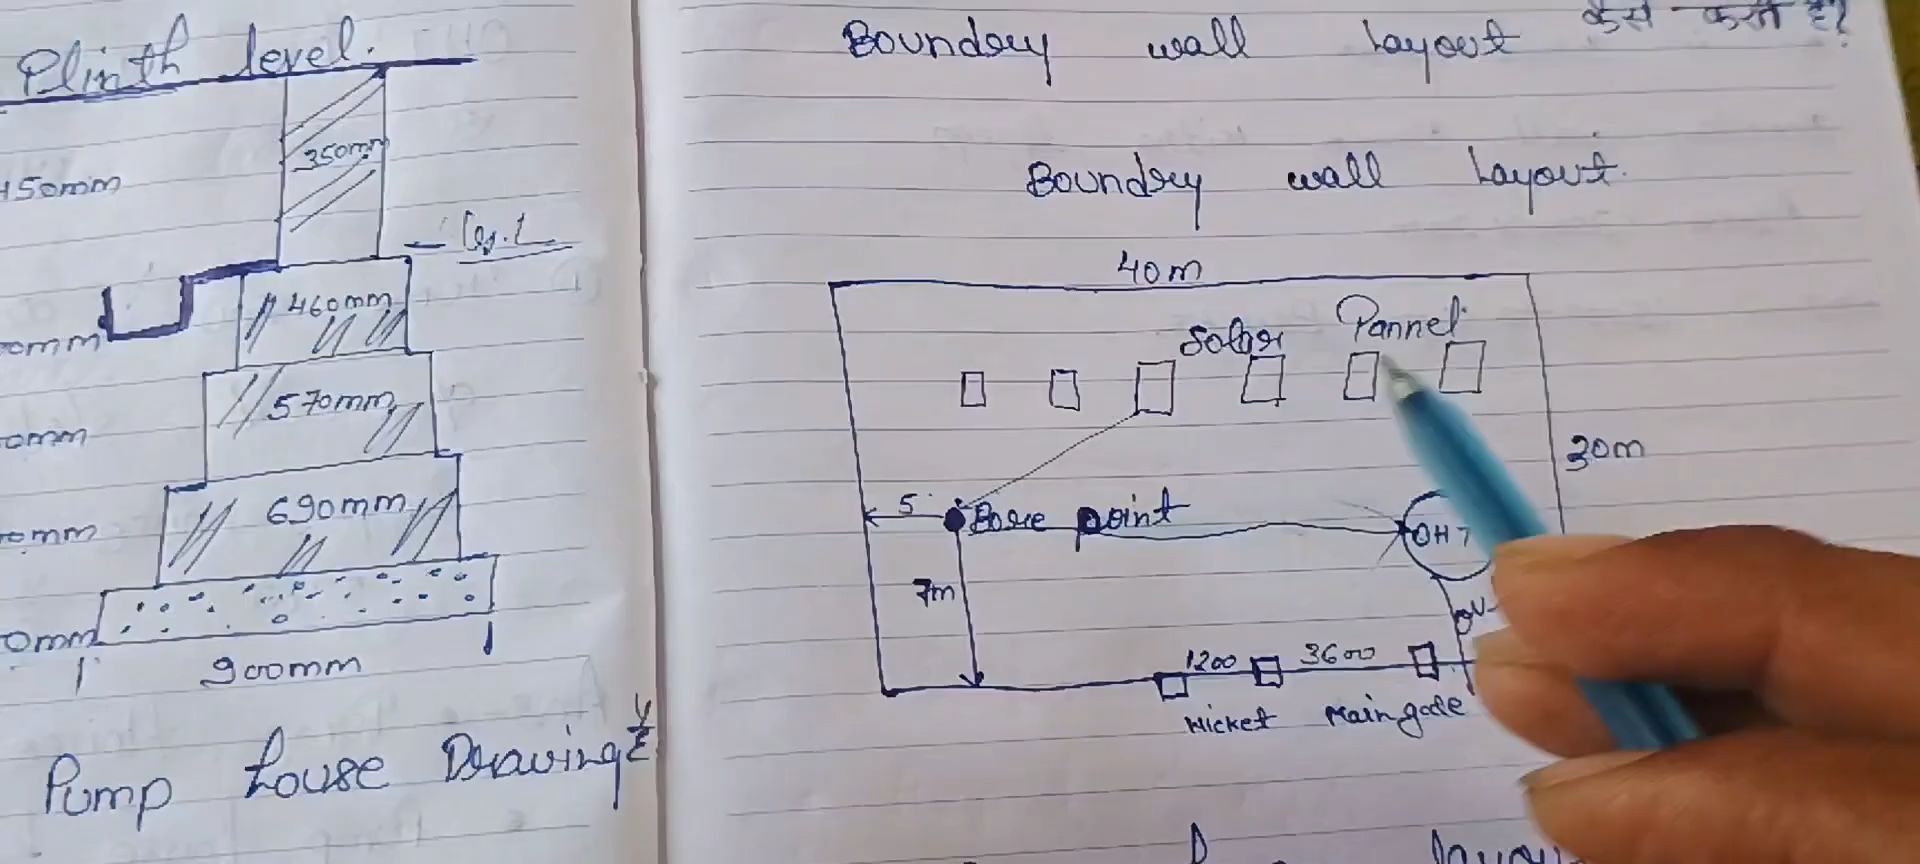 Plinth level.
350mm
450mm
G.L
460mm
570mm
690mm
900mm
Pump house Drawing
Boundry wall layout कैसे करते है?
Boundry wall layout.
40m
Solar Pannel
30m
5
Bore point
OHT
7m
1200 3600
Wicket Main gate